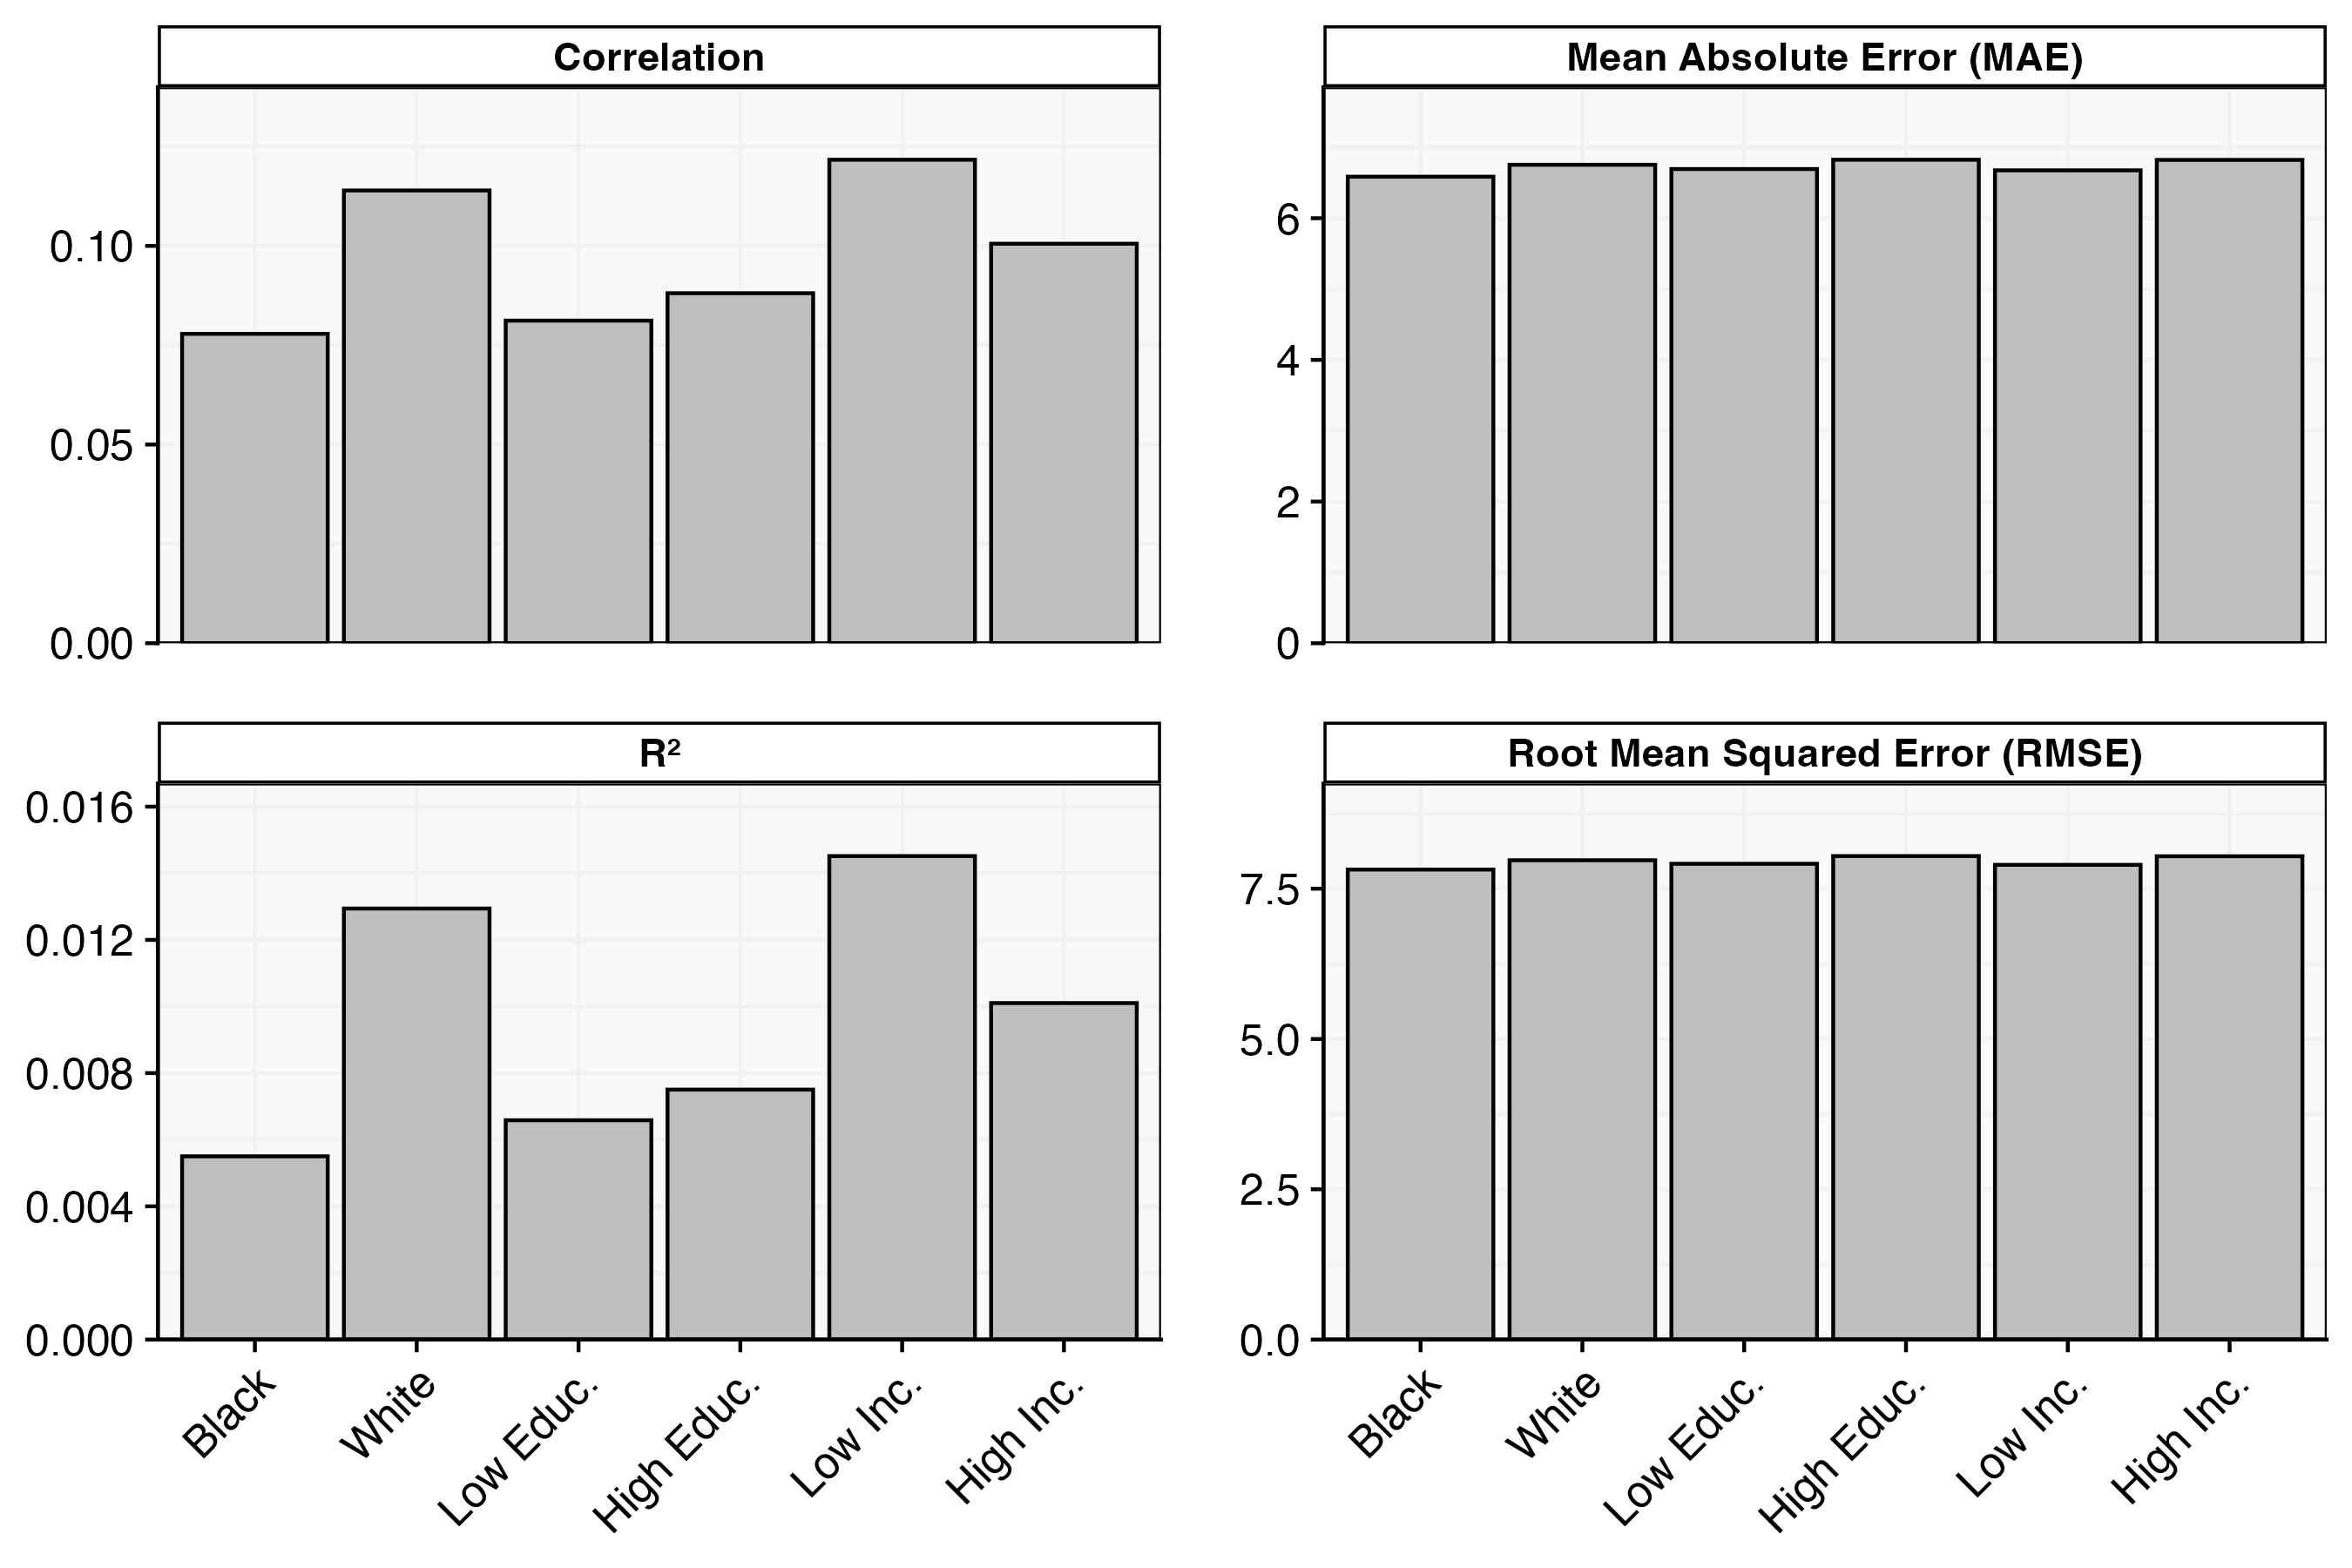 Correlation
0.10
0.05
0.00
Mean Absolute Error (MAE)
6
4
2
0
R²
0.016
0.012
0.008
0.004
0.000
Black
White
Low Educ.
High Educ.
Low Inc.
High Inc.
Root Mean Squared Error (RMSE)
7.5
5.0
2.5
0.0
Black
White
Low Educ.
High Educ.
Low Inc.
High Inc.